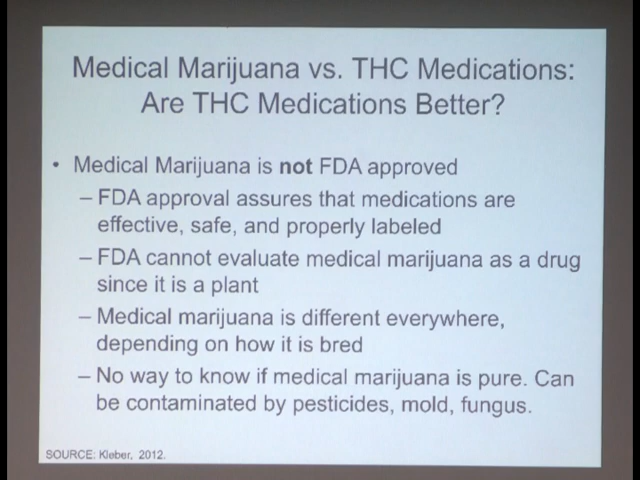 Medical Marijuana vs. THC Medications:
Are THC Medications Better?
• Medical Marijuana is not FDA approved
– FDA approval assures that medications are
effective, safe, and properly labeled
– FDA cannot evaluate medical marijuana as a drug
since it is a plant
– Medical marijuana is different everywhere,
depending on how it is bred
– No way to know if medical marijuana is pure. Can
be contaminated by pesticides, mold, fungus.
SOURCE: Kleber, 2012.